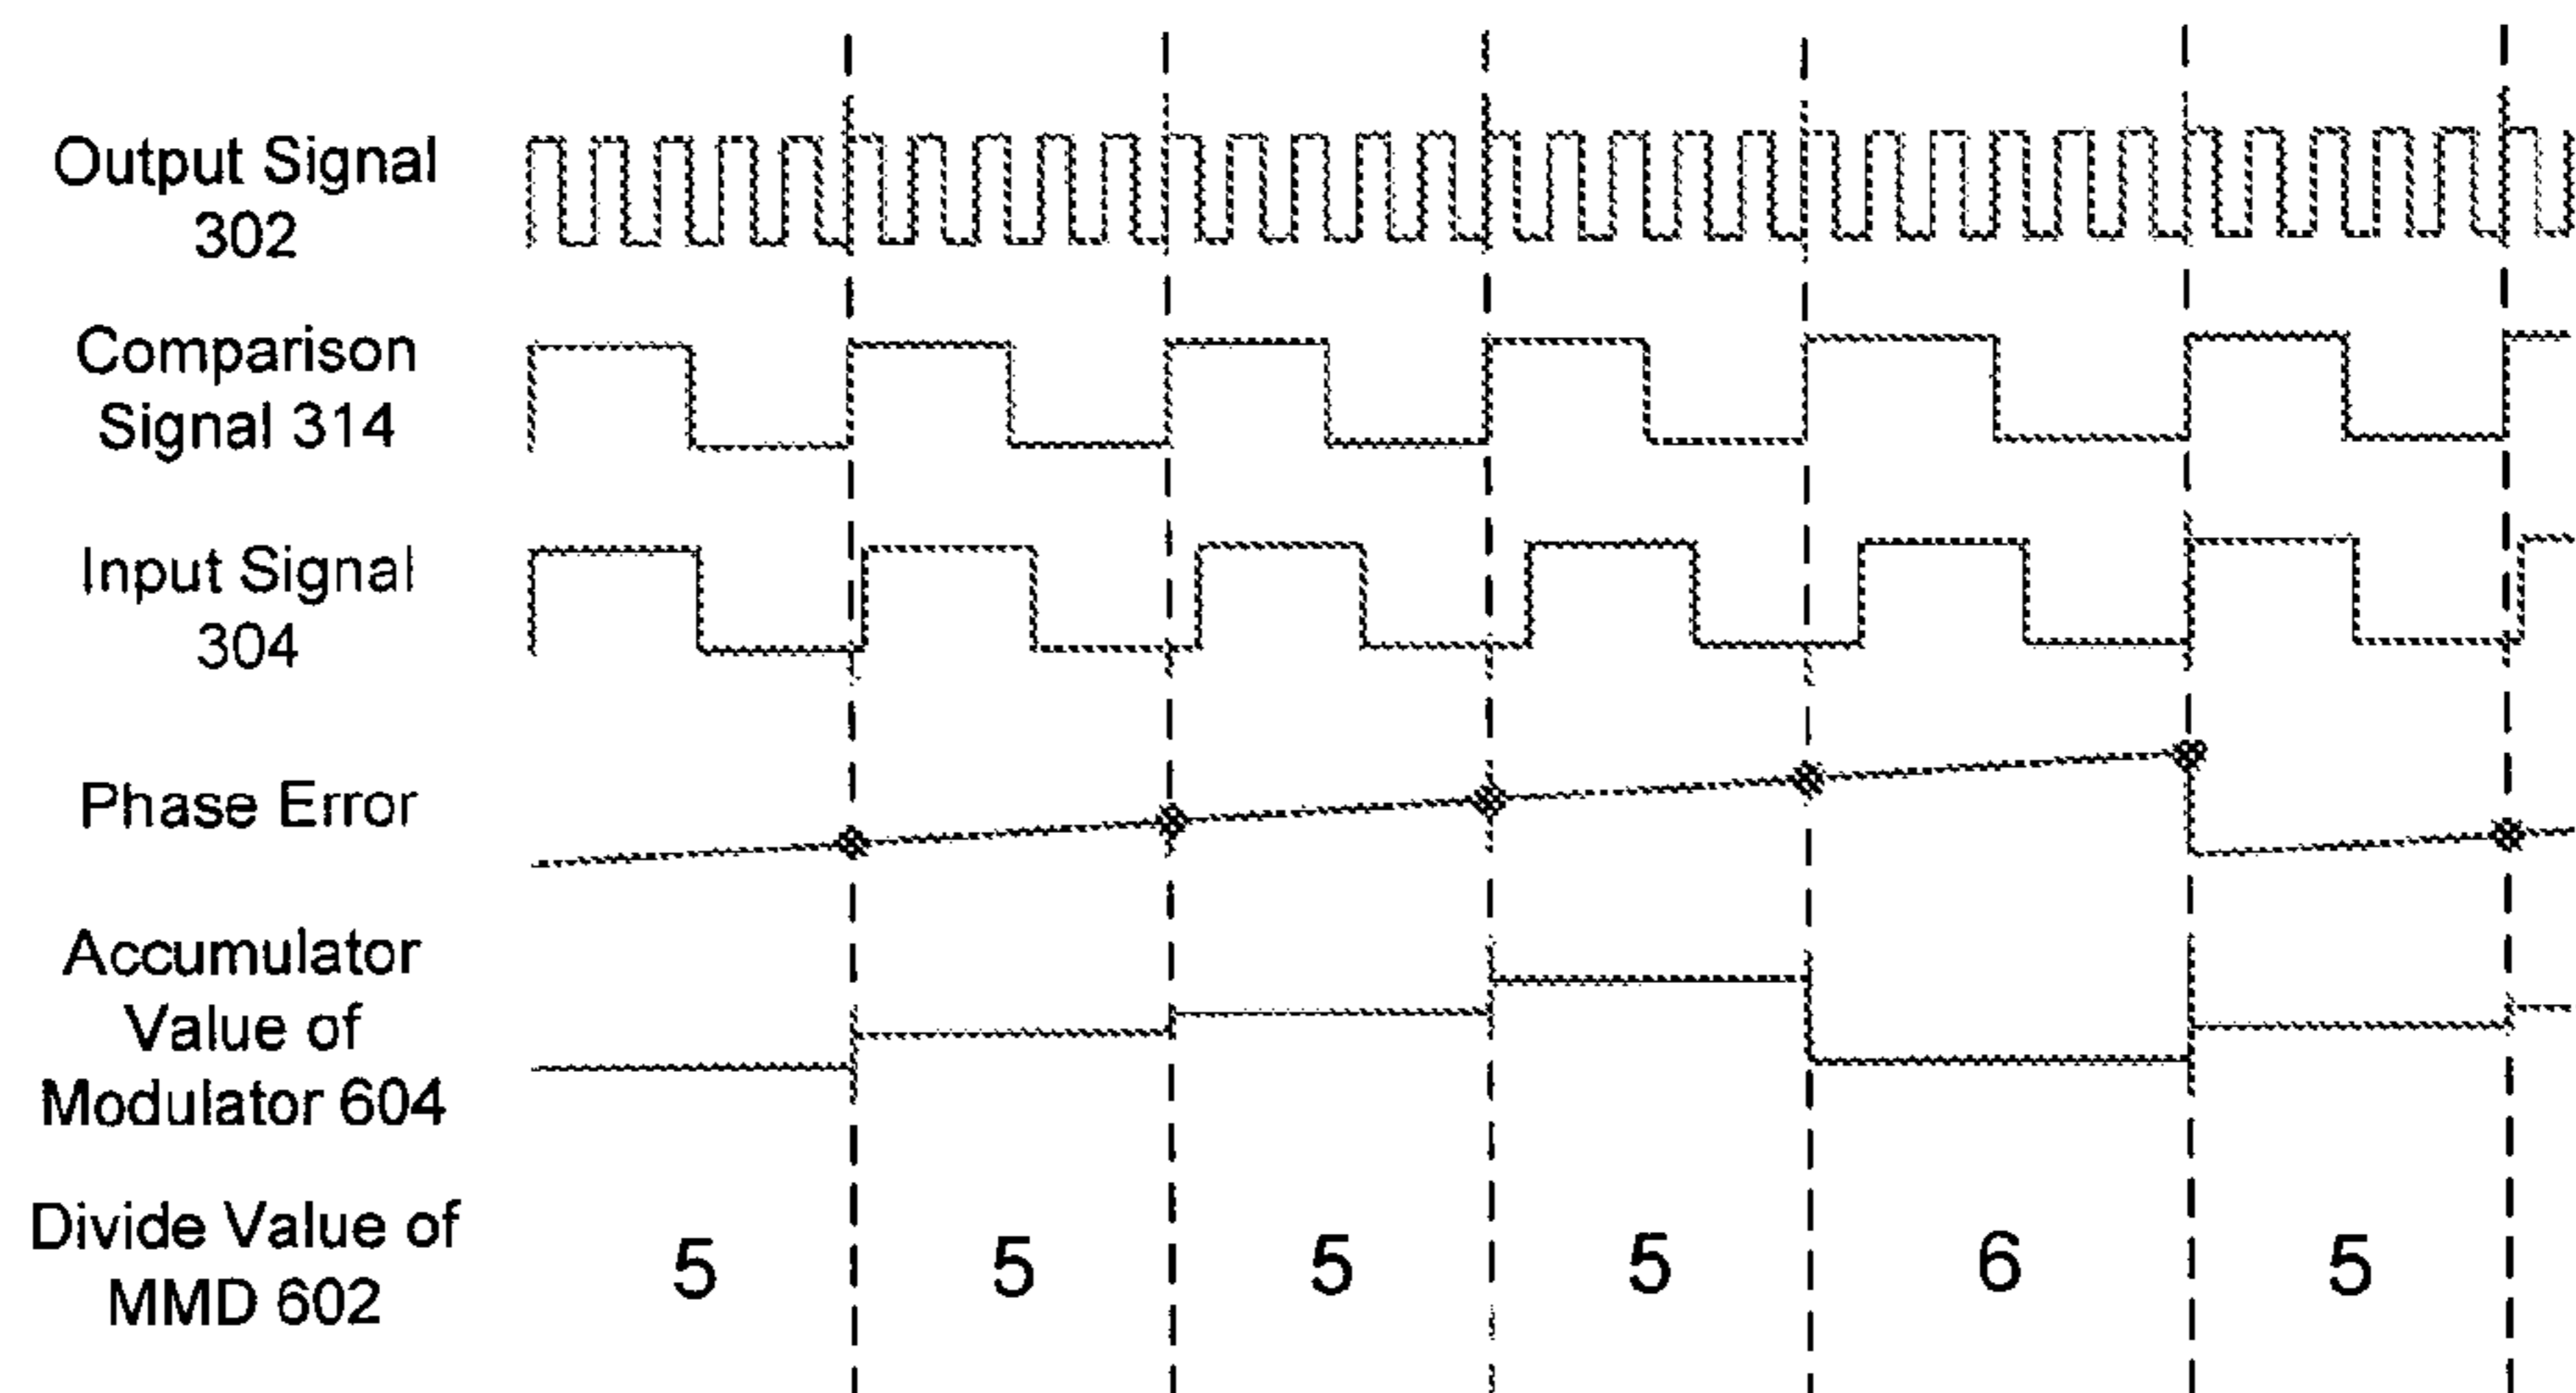 Output Signal
302
Comparison
Signal 314
Input Signal
304
Phase Error
Accumulator
Value of
Modulator 604
Divide Value of
MMD 602
5 5 5 5 6 5